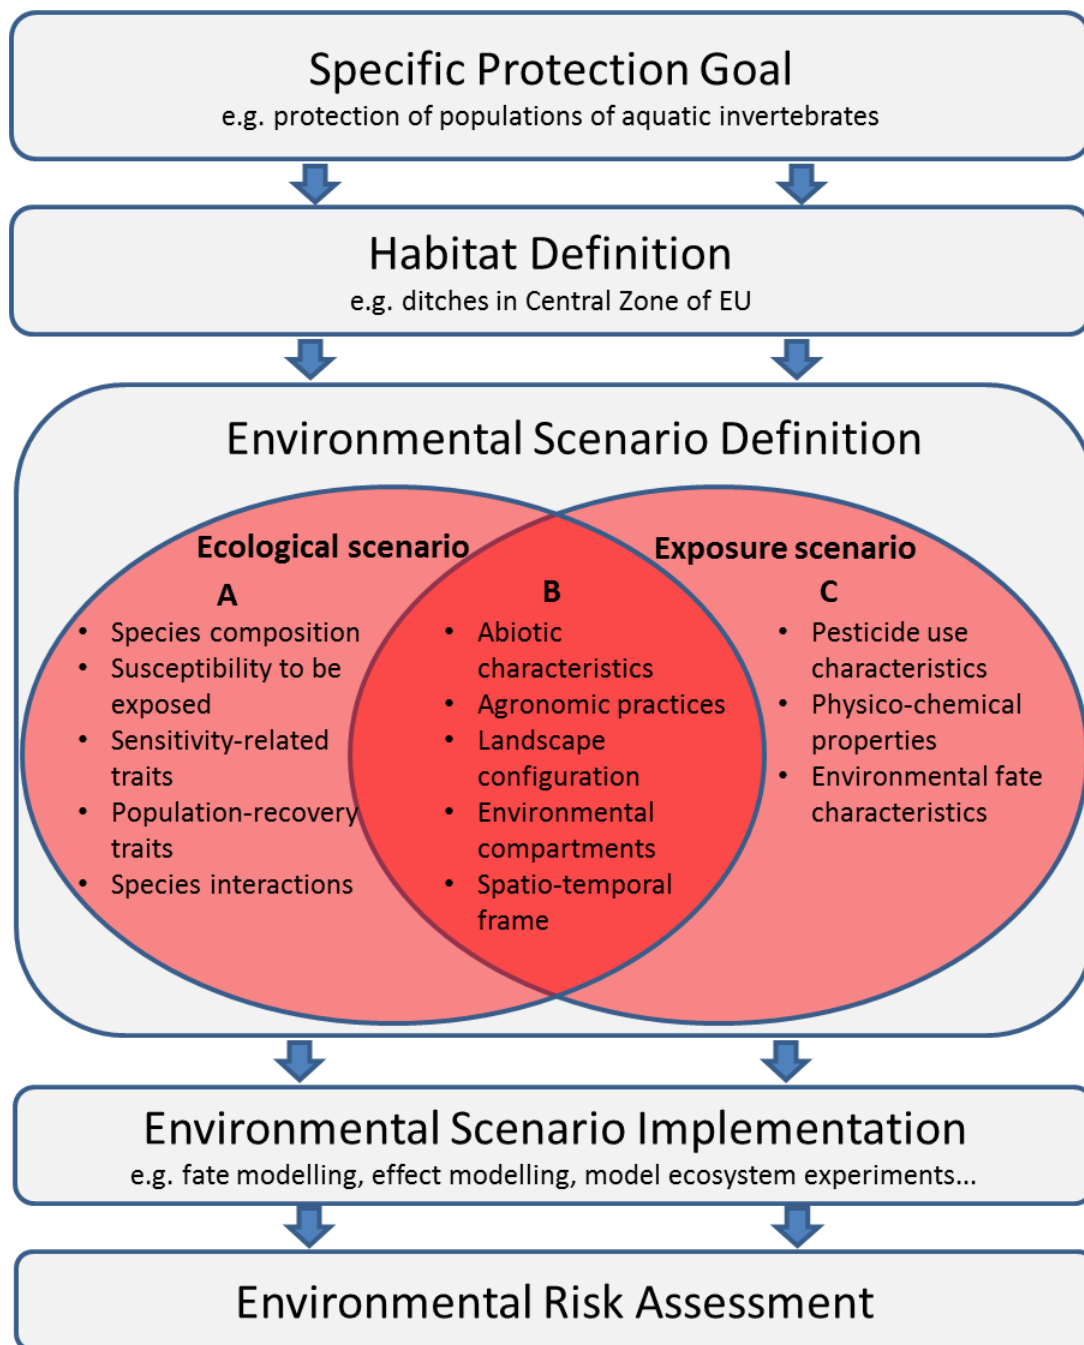 Specific Protection Goal
e.g. protection of populations of aquatic invertebrates
Habitat Definition
e.g. ditches in Central Zone of EU
Environmental Scenario Definition
Ecological scenario
A
• Species composition
• Susceptibility to be
exposed
• Sensitivity-related
traits
• Population-recovery
traits
• Species interactions
B
• Abiotic
characteristics
• Agronomic practices
• Landscape
configuration
• Environmental
compartments
• Spatio-temporal
frame
Exposure scenario
C
• Pesticide use
characteristics
• Physico-chemical
properties
• Environmental fate
characteristics
Environmental Scenario Implementation
e.g. fate modelling, effect modelling, model ecosystem experiments...
Environmental Risk Assessment